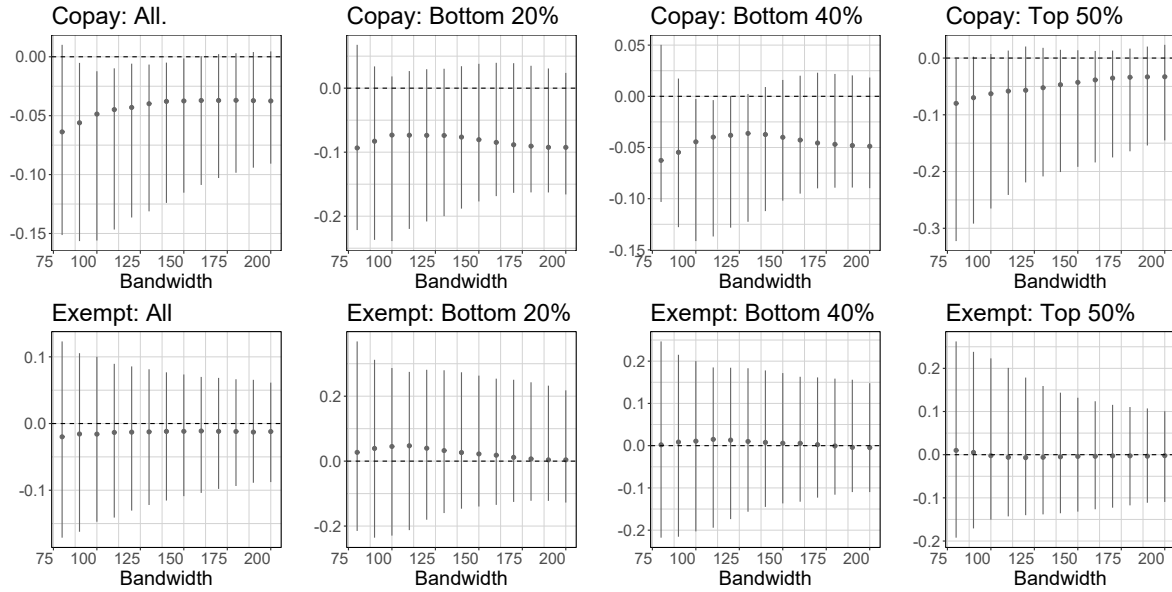 Copay: All. Copay: Bottom 20% Copay: Bottom 40% Copay: Top 50%
0.00 -0.05 -0.10 -0.15
0.0 -0.1 -0.2
0.05 0.00 -0.05 -0.10 -0.15
0.0 -0.1 -0.2 -0.3
75 100 125 150 175 200 75 100 125 150 175 200 75 100 125 150 175 200 75 100 125 150 175 200
Bandwidth Bandwidth Bandwidth Bandwidth
Exempt: All Exempt: Bottom 20% Exempt: Bottom 40% Exempt: Top 50%
0.1 0.0 -0.1
0.2 0.0 -0.2
0.2 0.1 0.0 -0.1 -0.2
0.2 0.1 0.0 -0.1 -0.2
75 100 125 150 175 200 75 100 125 150 175 200 75 100 125 150 175 200 75 100 125 150 175 200
Bandwidth Bandwidth Bandwidth Bandwidth